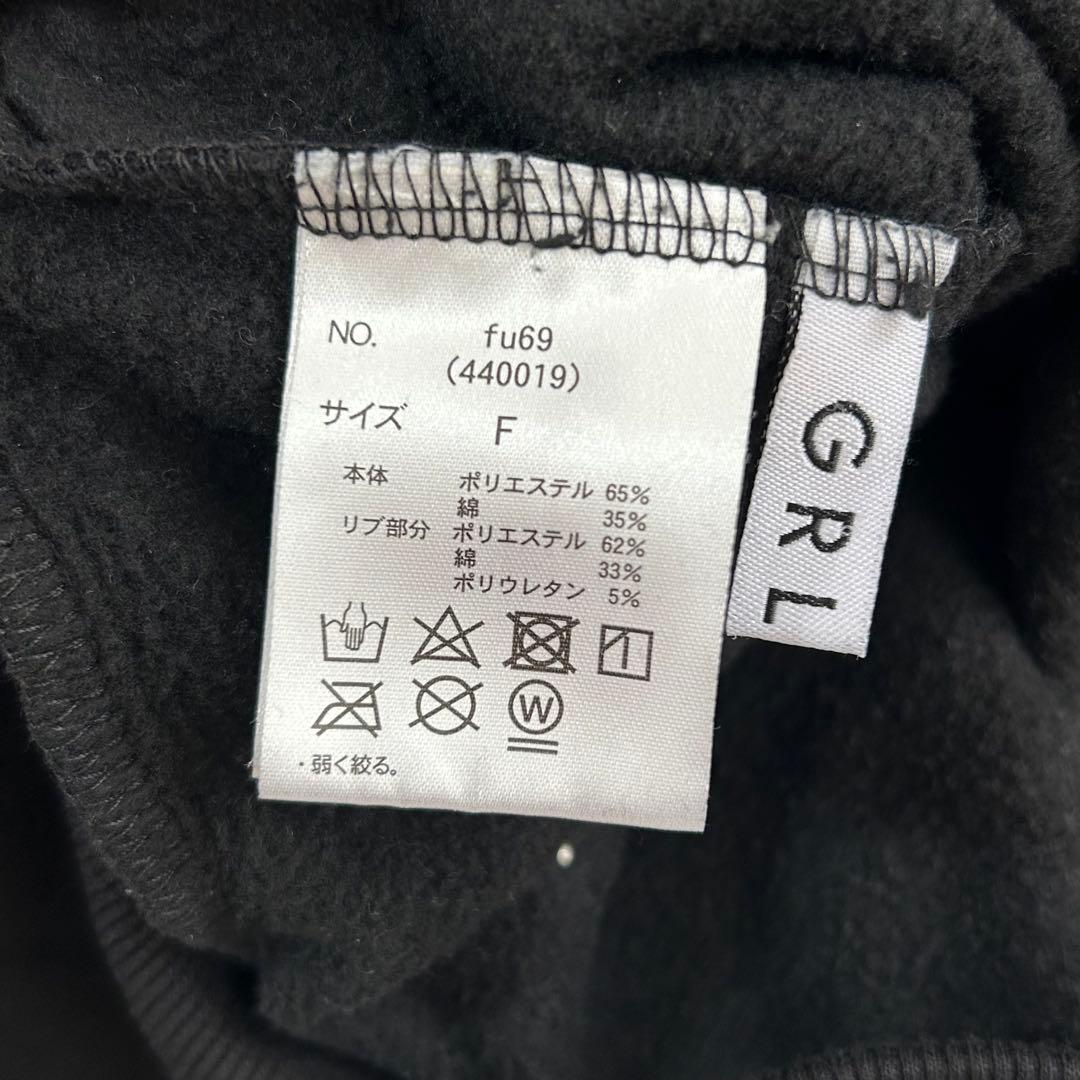 NO. fu69
(440019)
サイズ F
本体 ポリエステル 65%
綿 35%
リブ部分 ポリエステル 62%
綿 33%
ポリウレタン 5%
W
・弱く絞る。
GRL